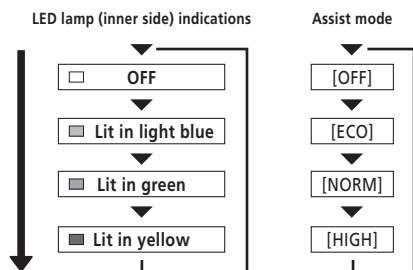 LED lamp (inner side) indications
Assist mode
OFF
[OFF]
Lit in light blue
[ECO]
Lit in green
[NORM]
Lit in yellow
[HIGH]